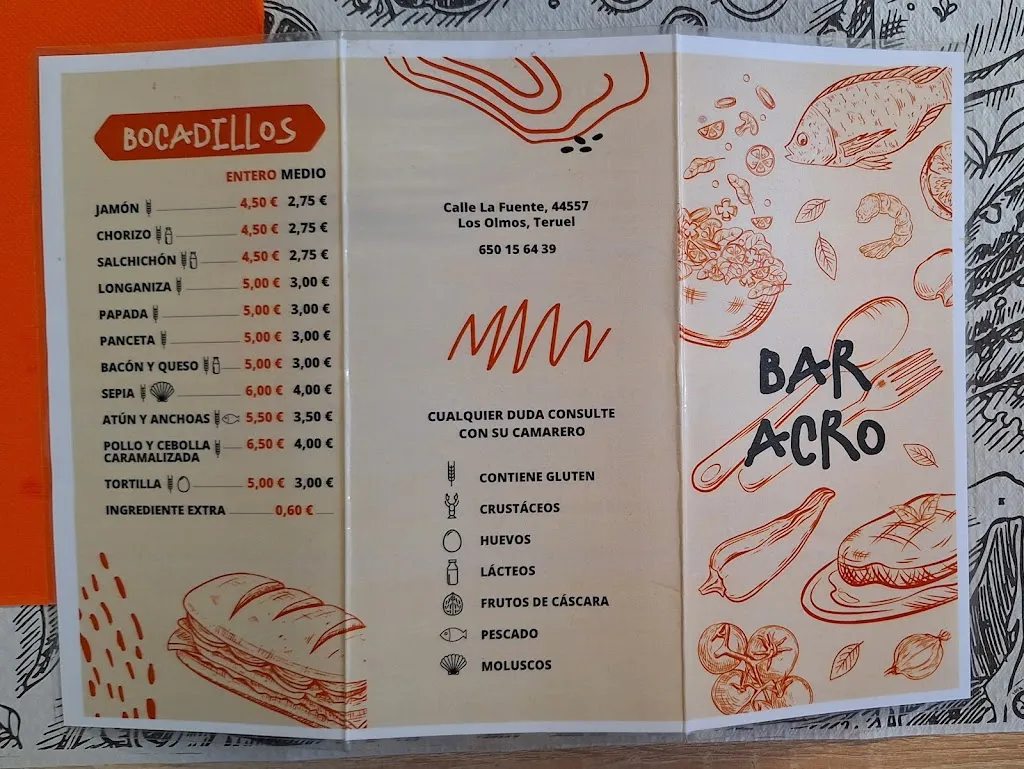 BOCADILLOS
ENTERO MEDIO
JAMÓN 4,50 € 2,75 €
CHORIZO 4,50 € 2,75 €
SALCHICHÓN 4,50 € 2,75 €
LONGANIZA 5,00 € 3,00 €
PAPADA 5,00 € 3,00 €
PANCETA 5,00 € 3,00 €
BACÓN Y QUESO 5,00 € 3,00 €
SEPIA 6,00 € 4,00 €
ATÚN Y ANCHOAS 5,50 € 3,50 €
POLLO Y CEBOLLA 6,50 € 4,00 €
CARAMALIZADA
TORTILLA 5,00 € 3,00 €
INGREDIENTE EXTRA 0,60 €
Calle La Fuente, 44557
Los Olmos, Teruel
650 15 64 39
CUALQUIER DUDA CONSULTE
CON SU CAMARERO
CONTIENE GLUTEN
CRUSTÁCEOS
HUEVOS
LÁCTEOS
FRUTOS DE CÁSCARA
PESCADO
MOLUSCOS
BAR
ACRO